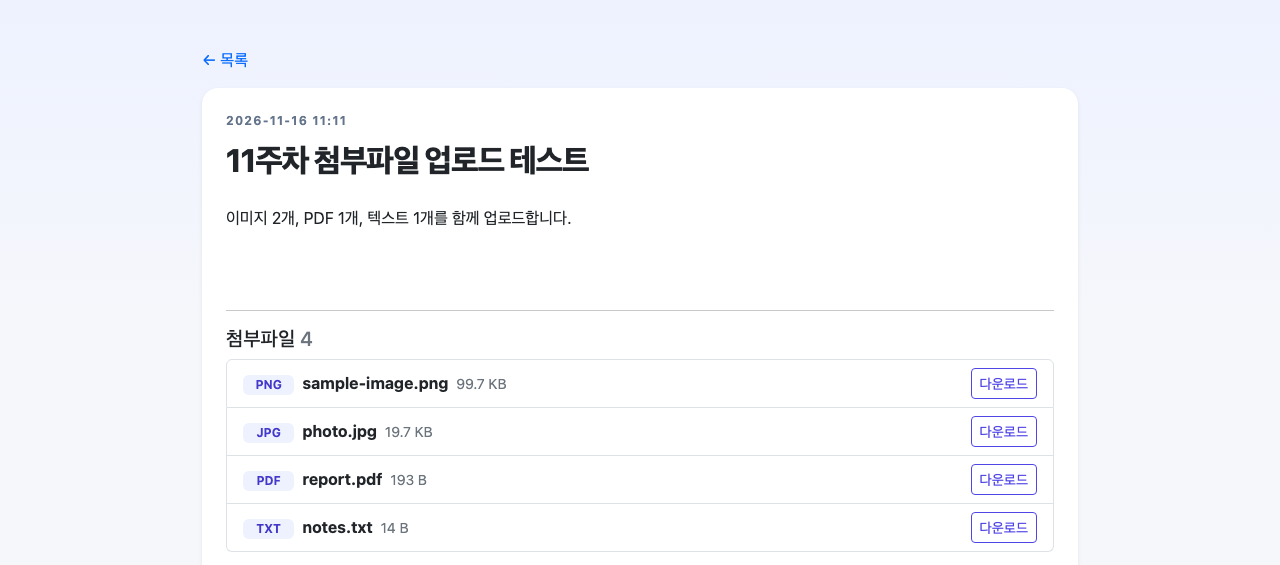 ← 목록
2026-11-16 11:11
11주차 첨부파일 업로드 테스트
이미지 2개, PDF 1개, 텍스트 1개를 함께 업로드합니다.
첨부파일 4
PNG sample-image.png 99.7 KB 다운로드
JPG photo.jpg 19.7 KB 다운로드
PDF report.pdf 193 B 다운로드
TXT notes.txt 14 B 다운로드